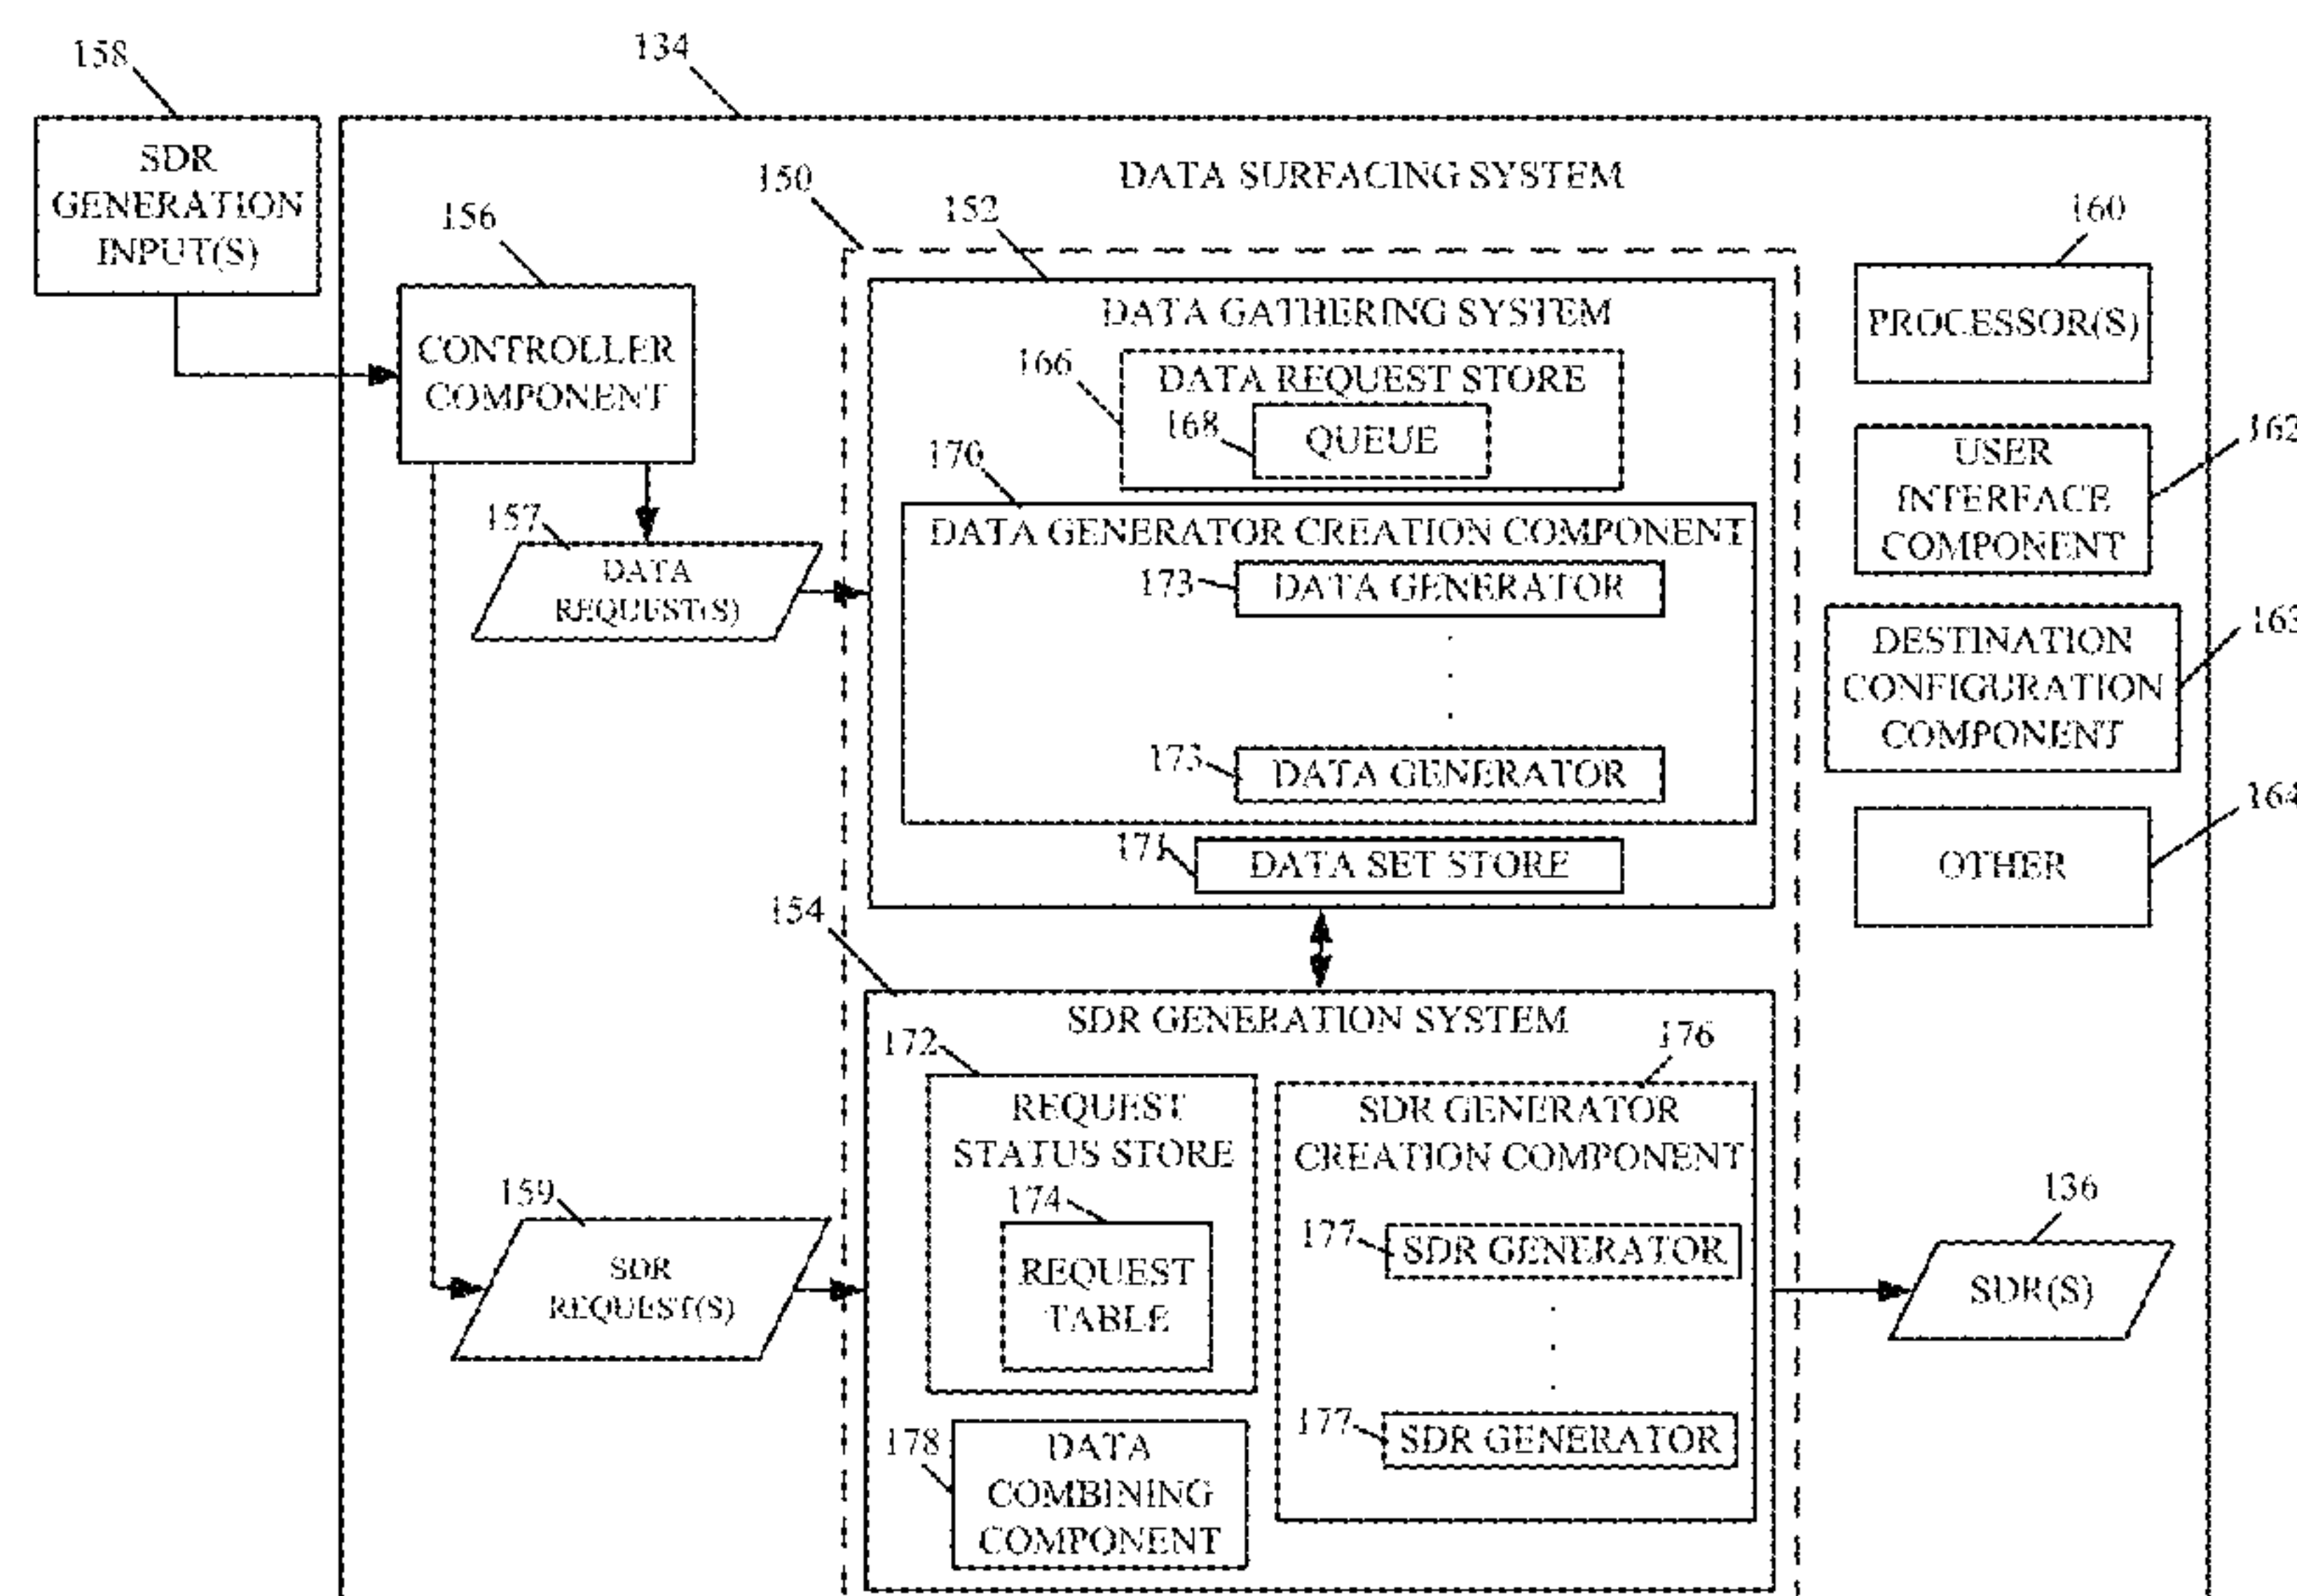 158
134
SDR
GENERATION
INPUT(S)
DATA SURFACING SYSTEM
150
156
152
160
CONTROLLER
COMPONENT
DATA GATHERING SYSTEM
PROCESSOR(S)
166
DATA REQUEST STORE
168
QUEUE
162
USER
INTERFACE
COMPONENT
170
DATA GENERATOR CREATION COMPONENT
157
DATA
REQUEST(S)
173
DATA GENERATOR
.
.
.
173
DATA GENERATOR
163
DESTINATION
CONFIGURATION
COMPONENT
164
OTHER
171
DATA SET STORE
154
SDR GENERATION SYSTEM
172
176
REQUEST
STATUS STORE
SDR GENERATOR
CREATION COMPONENT
159
174
136
SDR
REQUEST(S)
REQUEST
TABLE
177
SDR GENERATOR
.
.
.
177
SDR GENERATOR
SDR(S)
178
DATA
COMBINING
COMPONENT